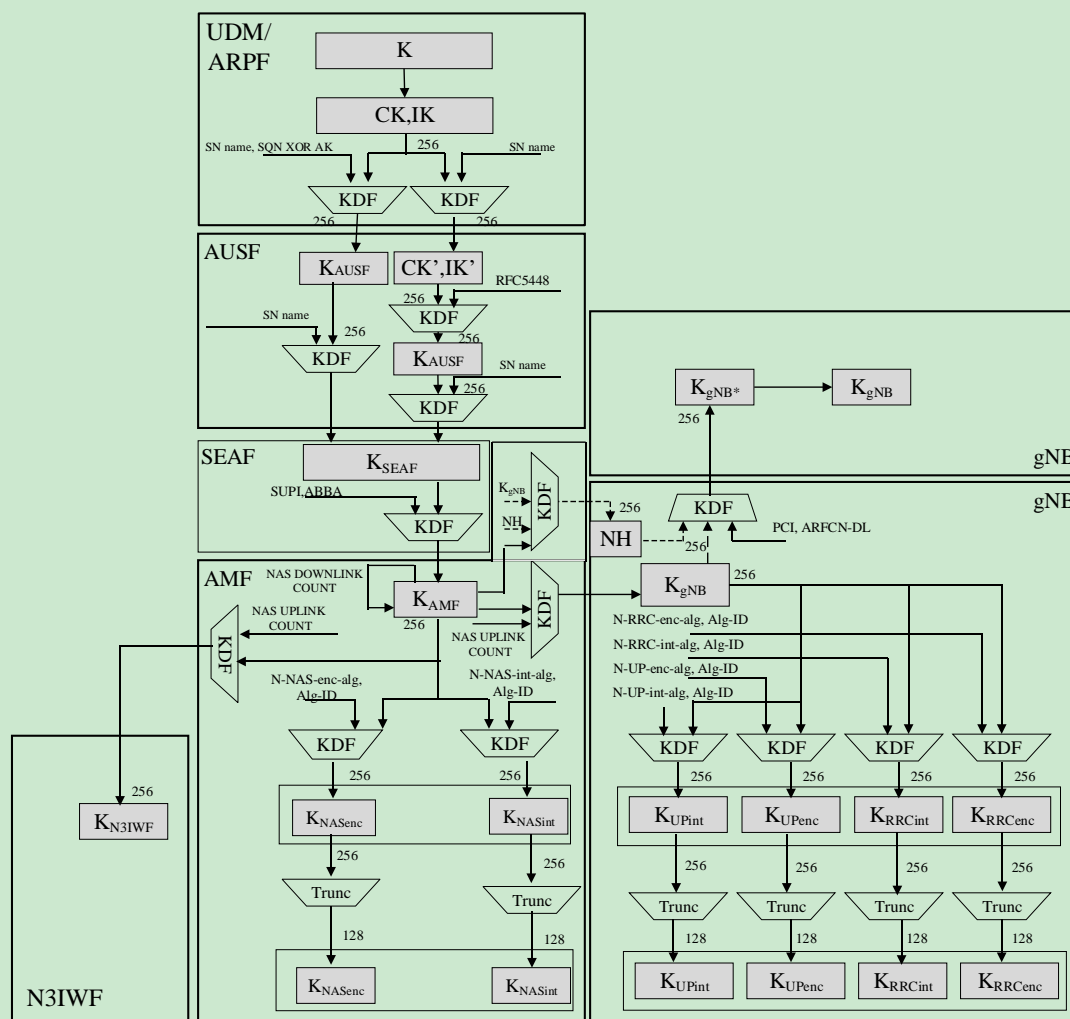 UDM/
ARPF
K
CK,IK
256
SN name, SQN XOR AK
SN name
KDF
KDF
256
256
AUSF
KAUSF
CK’,IK’
RFC5448
256
KDF
SN name
256
256
KDF
KAUSF
SN name
256
KDF
SEAF
KSEAF
SUPI,ABBA
KDF
KgNB
NH
KDF
256
NH
KgNB*
KgNB
256
gNB
gNB
KDF
PCI, ARFCN-DL
256
KgNB
256
AMF
NAS DOWNLINK
COUNT
KAMF
256
KDF
NAS UPLINK
COUNT
NAS UPLINK
COUNT
KDF
N-RRC-enc-alg, Alg-ID
N-RRC-int-alg, Alg-ID
N-UP-enc-alg, Alg-ID
N-UP-int-alg, Alg-ID
N-NAS-enc-alg,
Alg-ID
N-NAS-int-alg,
Alg-ID
KDF
KDF
KDF
KDF
KDF
KDF
256
256
256
256
256
256
256
KN3IWF
KNASenc
KNASint
KUPint
KUPenc
KRRCint
KRRCenc
256
256
256
256
256
256
Trunc
Trunc
Trunc
Trunc
Trunc
Trunc
128
128
128
128
128
128
KNASenc
KNASint
KUPint
KUPenc
KRRCint
KRRCenc
N3IWF